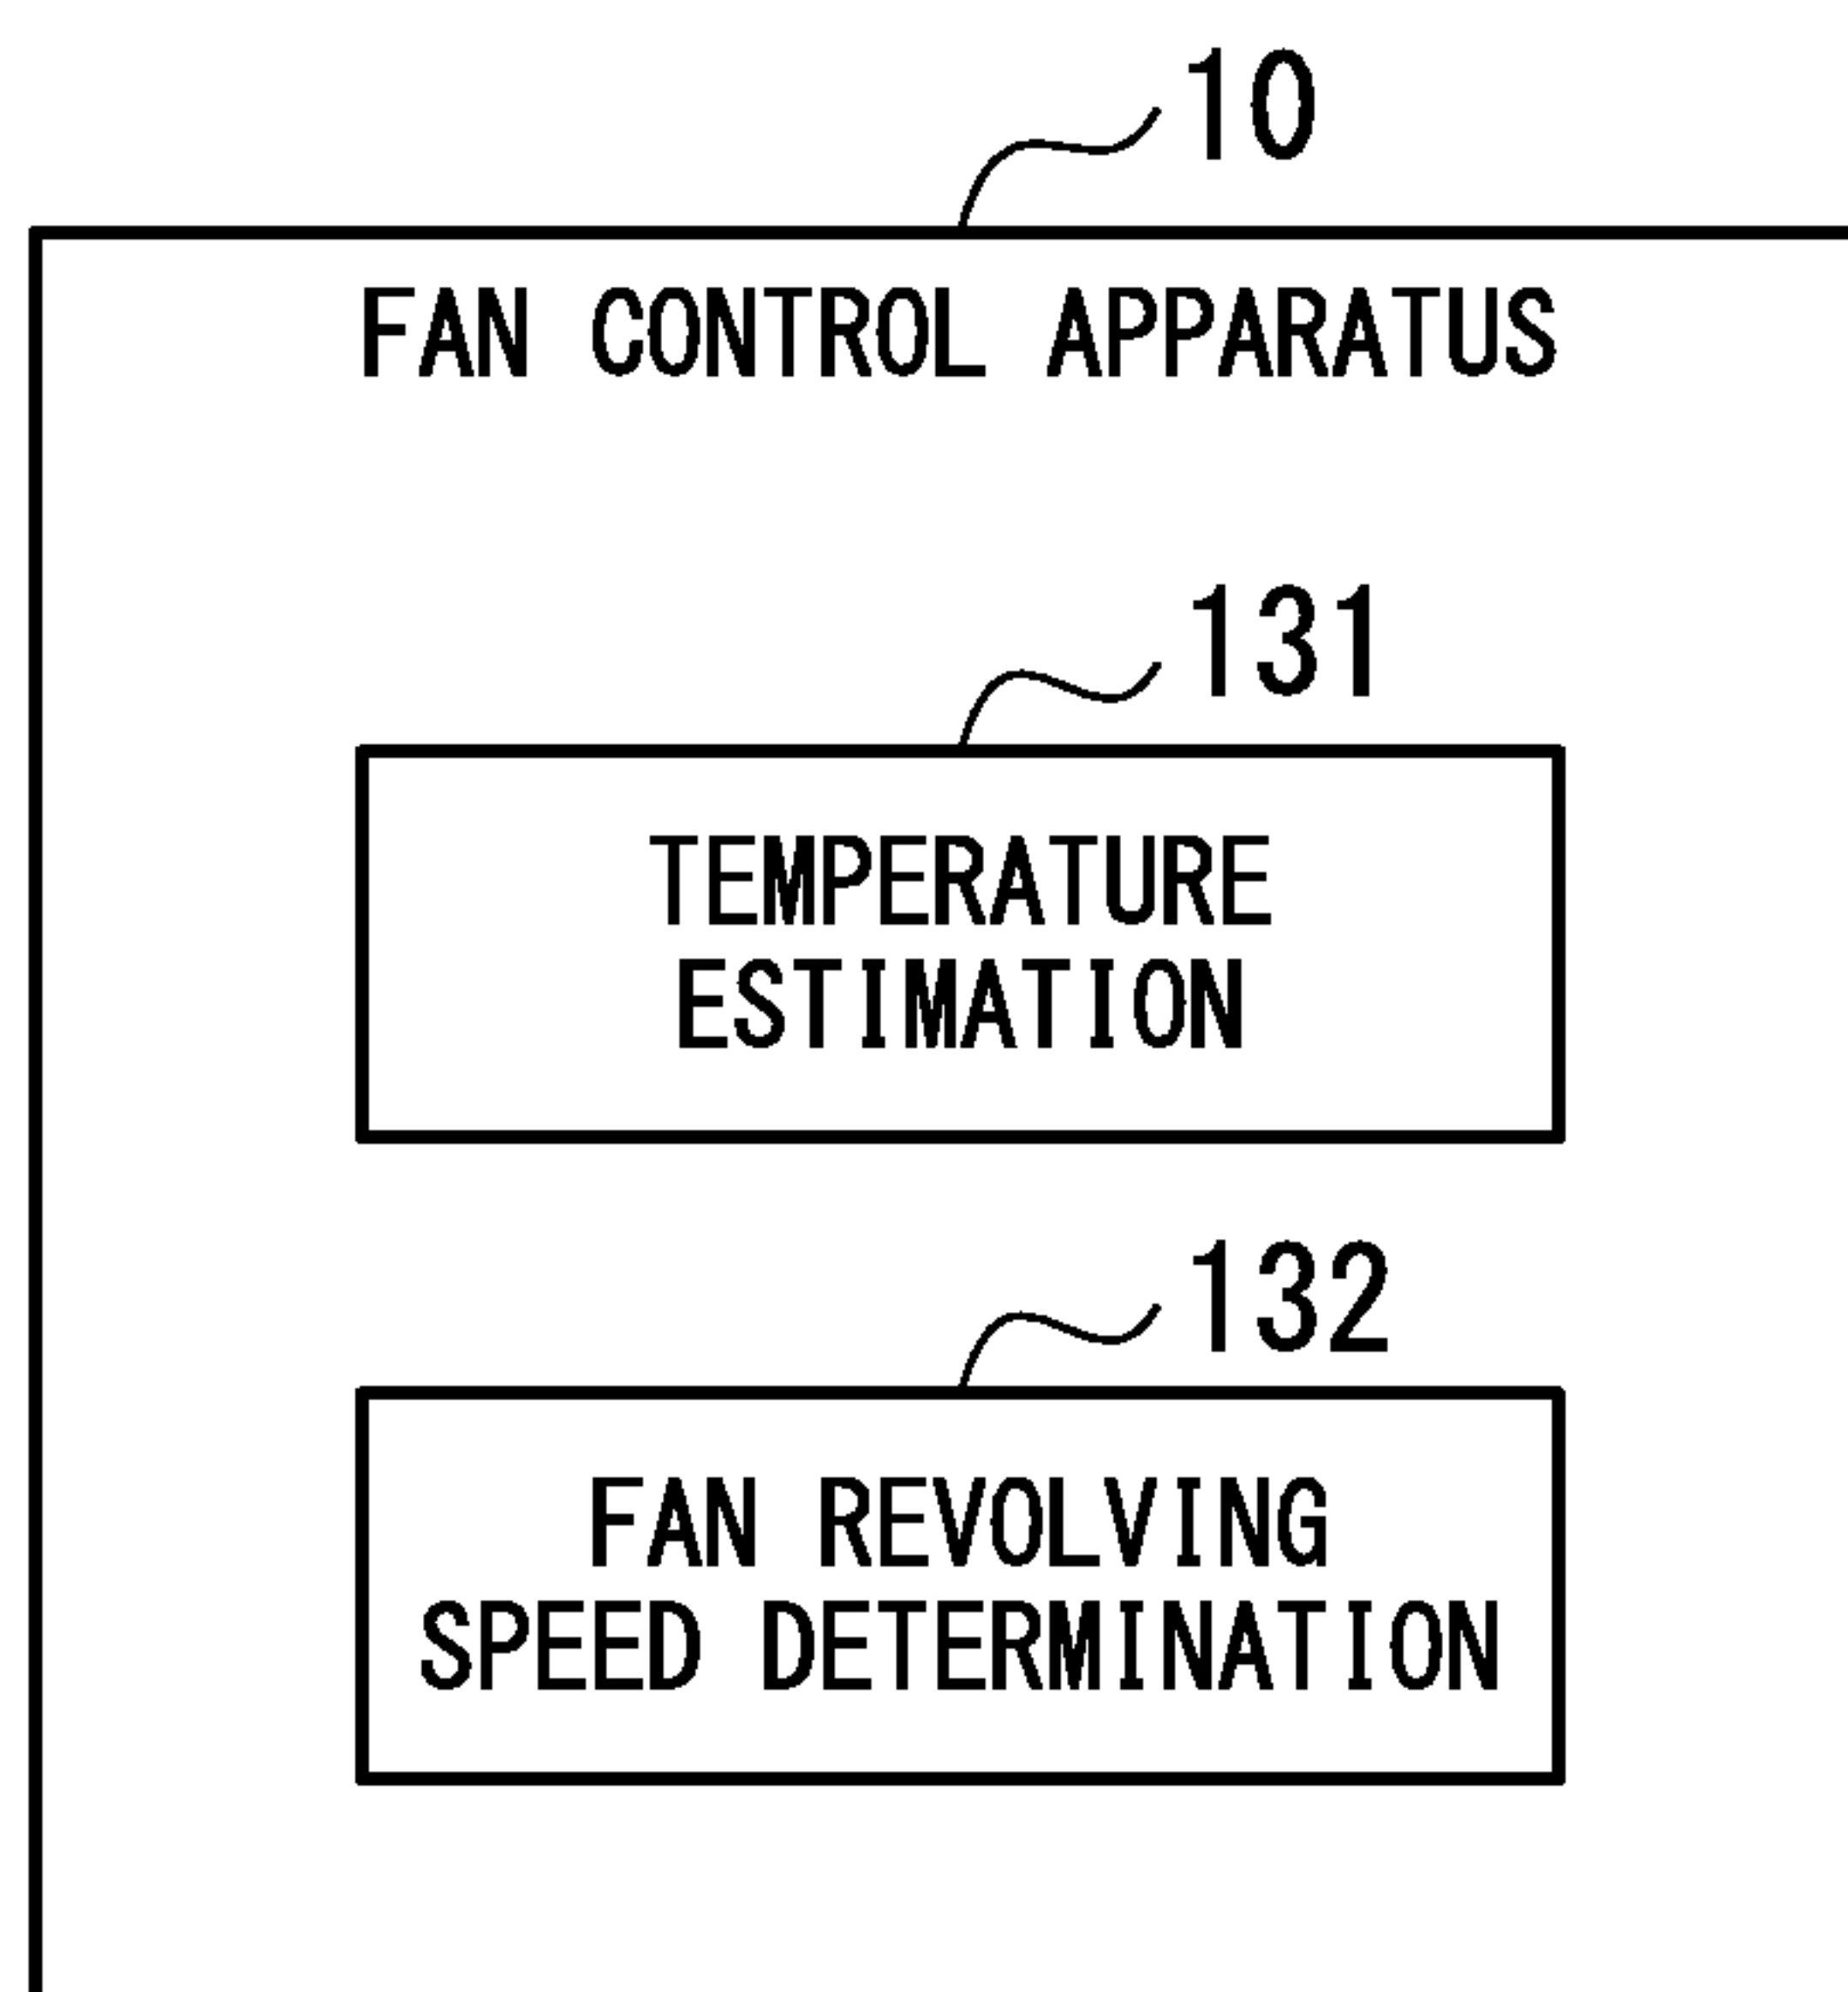 10
FAN CONTROL APPARATUS
131
TEMPERATURE
ESTIMATION
132
FAN REVOLVING
SPEED DETERMINATION